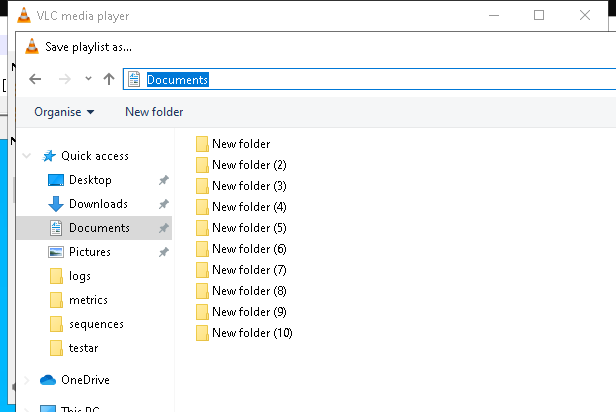 VLC media player
Save playlist as...
Documents
Organise New folder
Quick access
Desktop
Downloads
Documents
Pictures
logs
metrics
sequences
testar
OneDrive
This PC
New folder
New folder (2)
New folder (3)
New folder (4)
New folder (5)
New folder (6)
New folder (7)
New folder (8)
New folder (9)
New folder (10)